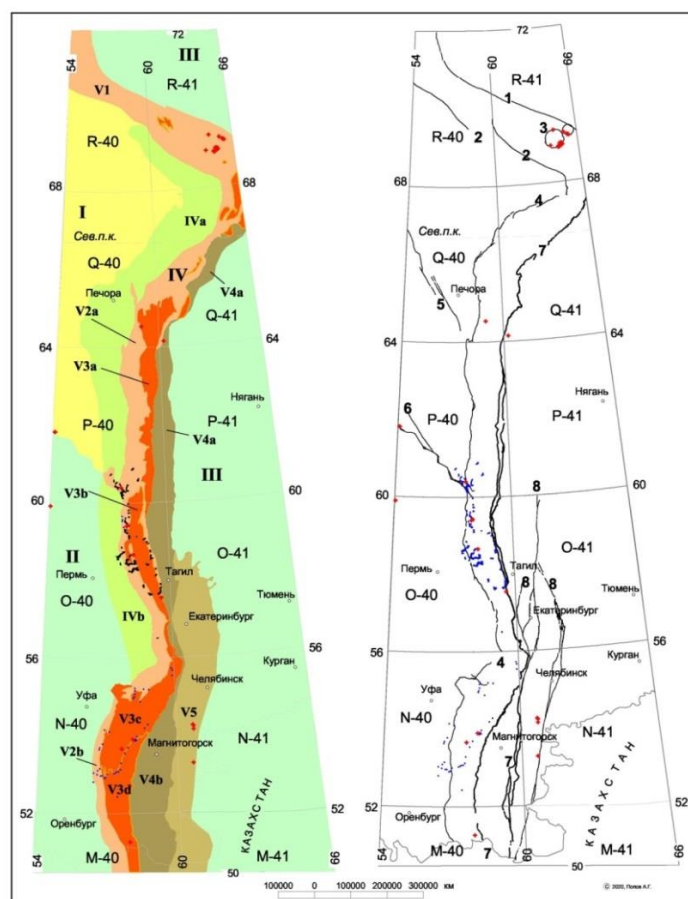 72
III
54
60
66
V1
R-41
R-40
68
68
I
IVa
Сев.п.к.
IV
Q-40
Печора
V4a
V2a
Q-41
64
64
V3a
Нягань
P-40
P-41
V4a
III
V3b
60
60
II
O-41
Пермь
Тагил
Тюмень
O-40
Екатеринбург
IVb
56
56
Курган
Челябинск
Уфа
N-40
V3c
V5
N-41
Магнитогорск
V2b
V4b
V3d
52
52
Оренбург
КАЗАХСТАН
54
M-40
60
M-41
66
50
72
54
60
66
R-41
1
3
R-40
2
2
68
68
4
Сев.п.к.
7
Q-40
Печора
5
Q-41
64
64
Нягань
6
P-40
P-41
60
8
60
O-41
Пермь
Тагил
8
8
Тюмень
O-40
Екатеринбург
56
4
56
Курган
Челябинск
Уфа
N-40
N-41
Магнитогорск
7
52
52
Оренбург
КАЗАХСТАН
54
M-40
7
60
M-41
66
50
100000 0 100000 200000 300000 км
© 2020, Попов А.Г.